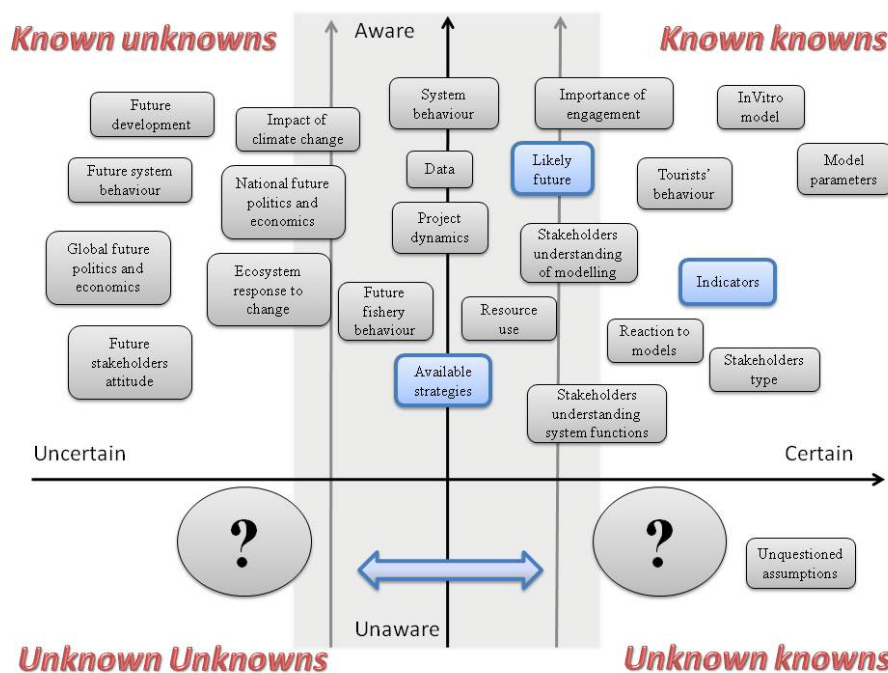 Known unknowns
Aware
Known knowns
Future
development
Impact of
climate change
System
behaviour
Importance of
engagement
InVitro
model
Future system
behaviour
National future
politics and
economics
Data
Likely
future
Tourists'
behaviour
Model
parameters
Project
dynamics
Global future
politics and
economics
Ecosystem
response to
change
Stakeholders
understanding
of modelling
Indicators
Future
fishery
behaviour
Resource
use
Reaction to
models
Future
stakeholders
attitude
Available
strategies
Stakeholders
type
Stakeholders
understanding
system functions
Uncertain
Certain
?
?
Unquestioned
assumptions
Unaware
Unknown Unknowns
Unknown knowns